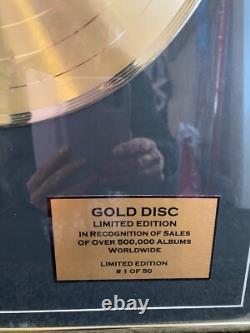 GOLD DISC
LIMITED EDITION
IN RECOGNITION OF SALES
OF OVER 500,000 ALBUMS
WORLDWIDE
LIMITED EDITION
# 1 OF 50